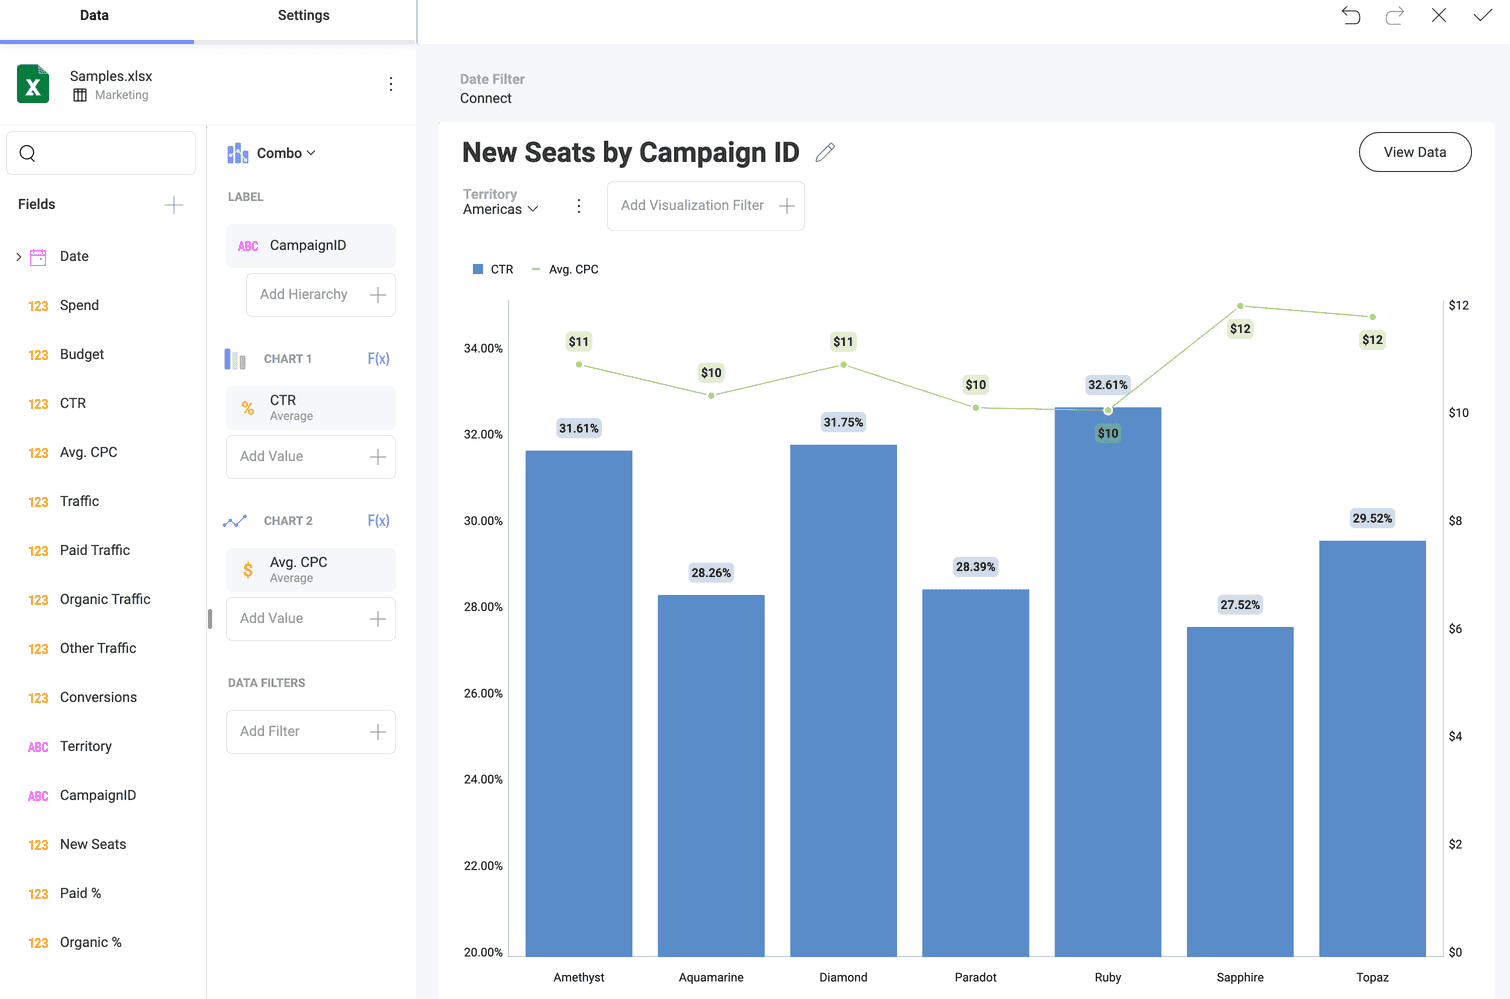 Data
Settings
Samples.xlsx
Marketing
Fields
Date
123 Spend
123 Budget
123 CTR
123 Avg. CPC
123 Traffic
123 Paid Traffic
123 Organic Traffic
123 Other Traffic
123 Conversions
ABC Territory
ABC CampaignID
123 New Seats
123 Paid %
123 Organic %
Combo
LABEL
ABC CampaignID
Add Hierarchy
CHART 1 F(x)
% CTR
Average
Add Value
CHART 2 F(x)
$ Avg. CPC
Average
Add Value
DATA FILTERS
Add Filter
Date Filter
Connect
New Seats by Campaign ID
View Data
Territory
Americas
Add Visualization Filter
CTR Avg. CPC
34.00%
32.00%
30.00%
28.00%
26.00%
24.00%
22.00%
20.00%
$11
$10
$11
$10
$10
$12
$12
31.61%
28.26%
31.75%
28.39%
32.61%
27.52%
29.52%
$12
$10
$8
$6
$4
$2
$0
Amethyst Aquamarine Diamond Paradot Ruby Sapphire Topaz